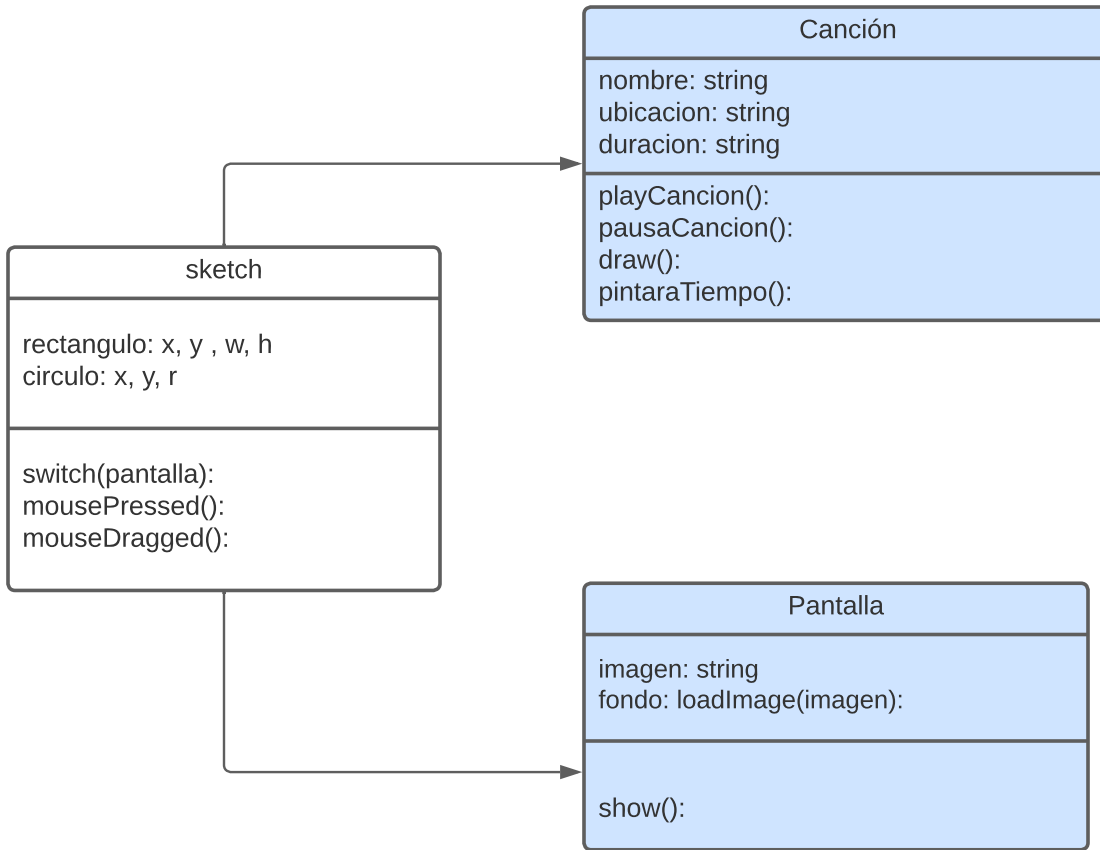 Canción
nombre: string
ubicacion: string
duracion: string
playCancion():
pausaCancion():
draw():
pintaraTiempo():
sketch
rectangulo: x, y , w, h
circulo: x, y, r
switch(pantalla):
mousePressed():
mouseDragged():
Pantalla
imagen: string
fondo: loadImage(imagen):
show():